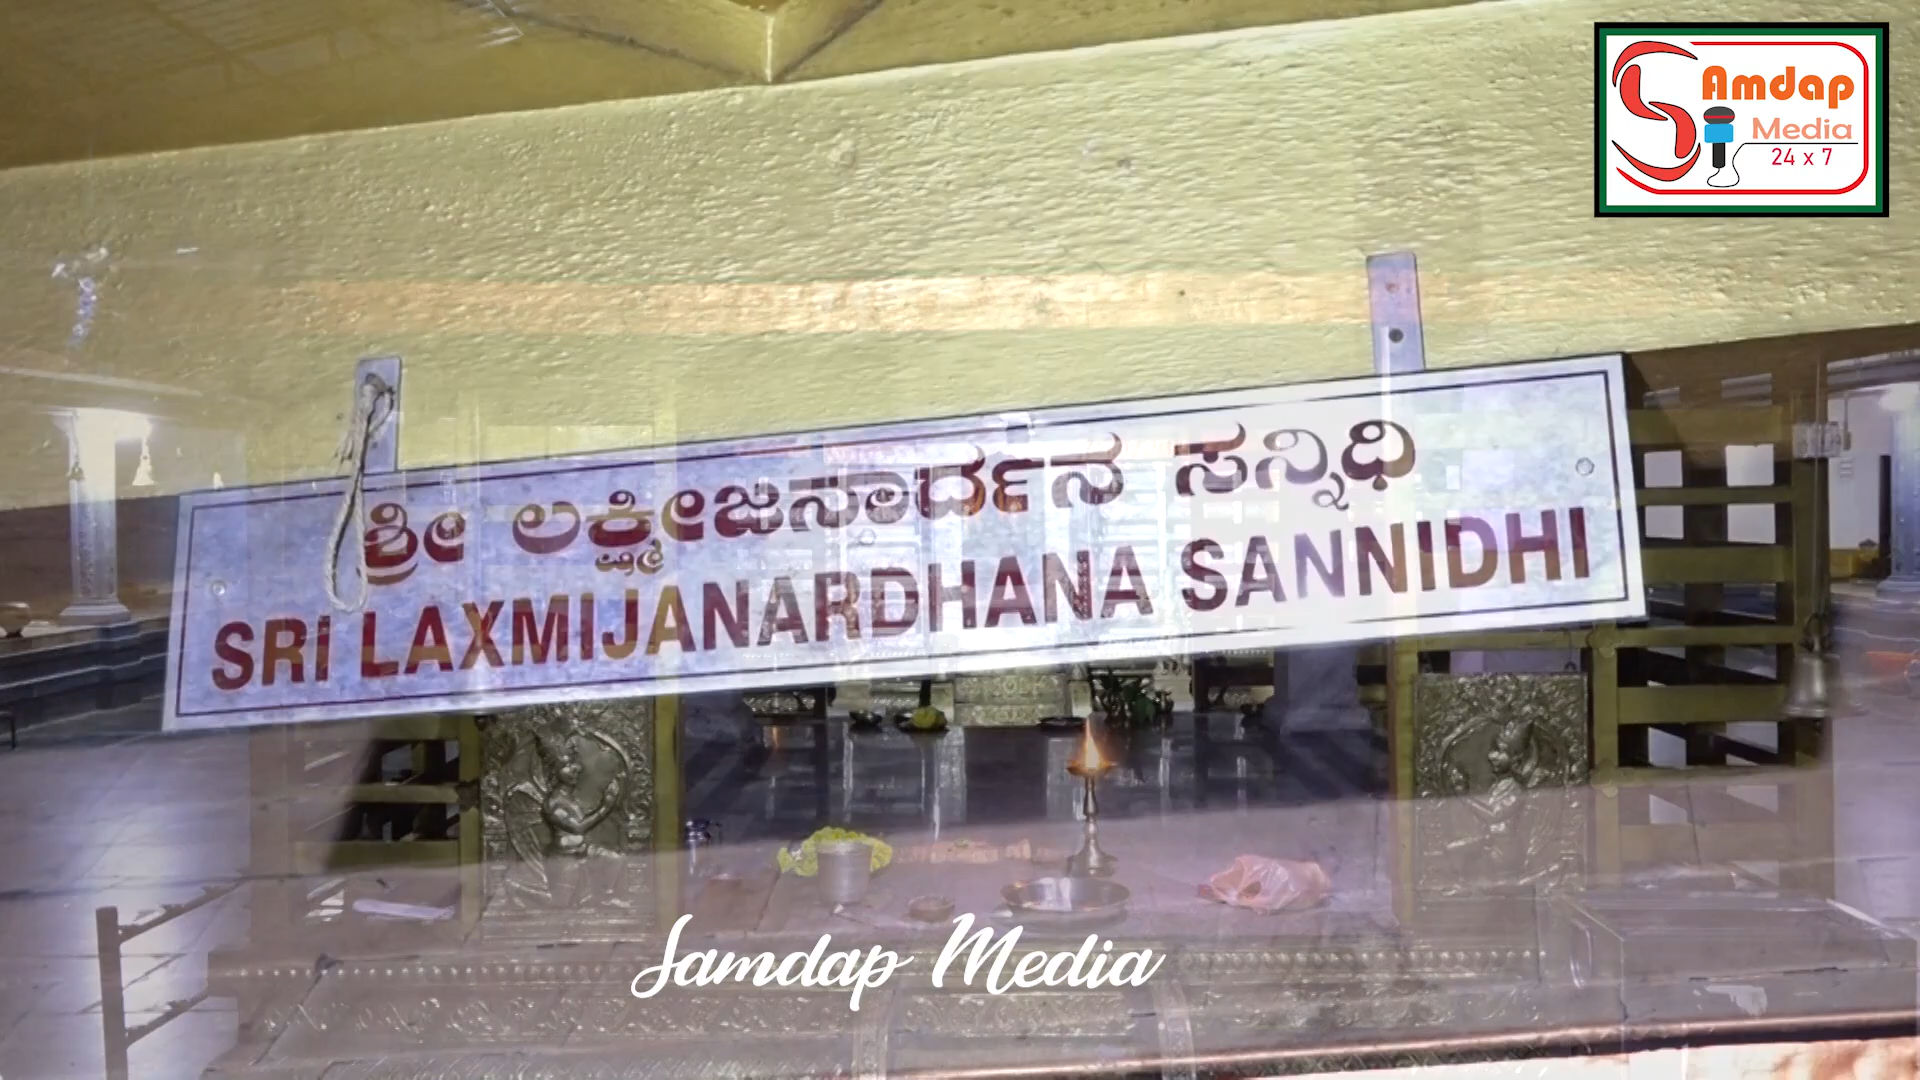 Amdap
Media
24 x 7
ಶ್ರೀ ಲಕ್ಷ್ಮೀಜನಾರ್ದನ ಸನ್ನಿಧಿ
SRI LAXMIJANARDHANA SANNIDHI
Samdap Media